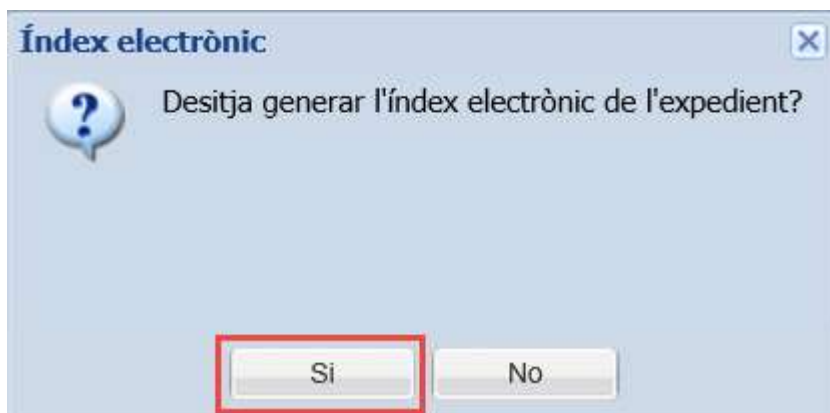 Índex electrònic
Desitja generar l'índex electrònic de l'expedient?
Si
No